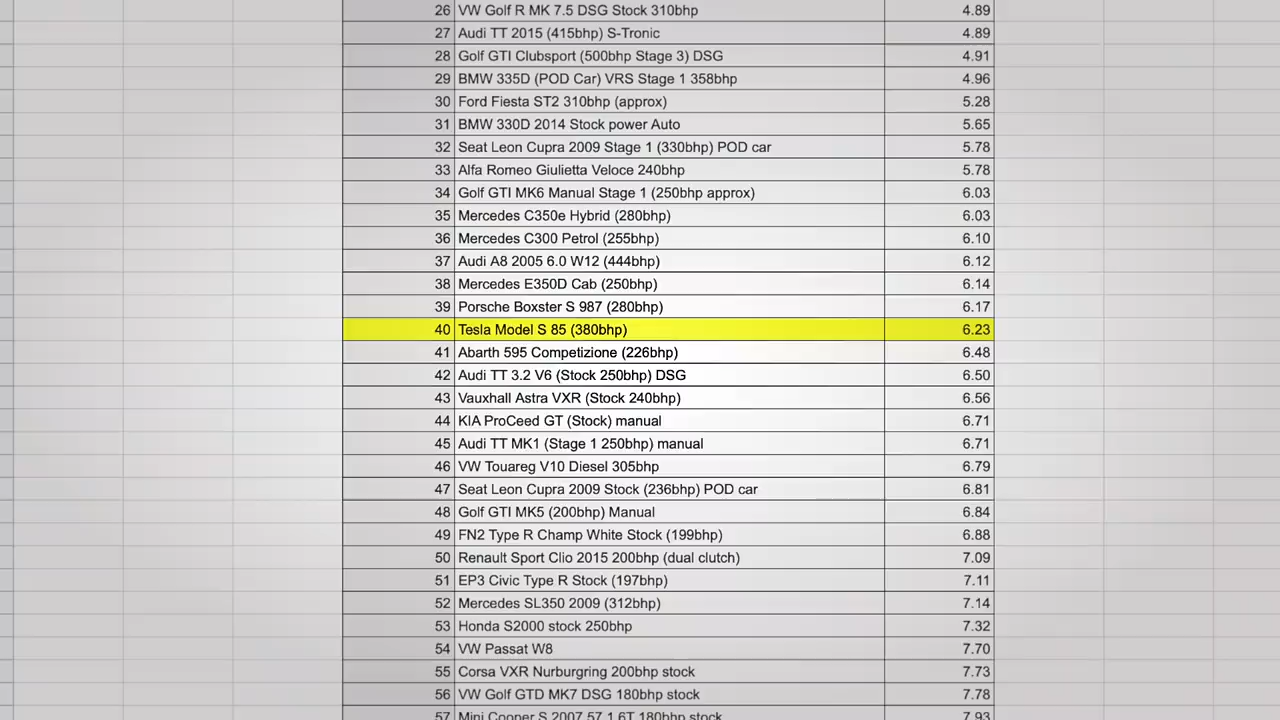 26 VW Golf R MK 7.5 DSG Stock 310bhp 4.89
27 Audi TT 2015 (415bhp) S-Tronic 4.89
28 Golf GTI Clubsport (500bhp Stage 3) DSG 4.91
29 BMW 335D (POD Car) VRS Stage 1 358bhp 4.96
30 Ford Fiesta ST2 310bhp (approx) 5.28
31 BMW 330D 2014 Stock power Auto 5.65
32 Seat Leon Cupra 2009 Stage 1 (330bhp) POD car 5.78
33 Alfa Romeo Giulietta Veloce 240bhp 5.78
34 Golf GTI MK6 Manual Stage 1 (250bhp approx) 6.03
35 Mercedes C350e Hybrid (280bhp) 6.03
36 Mercedes C300 Petrol (255bhp) 6.10
37 Audi A8 2005 6.0 W12 (444bhp) 6.12
38 Mercedes E350D Cab (250bhp) 6.14
39 Porsche Boxster S 987 (280bhp) 6.17
40 Tesla Model S 85 (380bhp) 6.23
41 Abarth 595 Competizione (226bhp) 6.48
42 Audi TT 3.2 V6 (Stock 250bhp) DSG 6.50
43 Vauxhall Astra VXR (Stock 240bhp) 6.56
44 KIA ProCeed GT (Stock) manual 6.71
45 Audi TT MK1 (Stage 1 250bhp) manual 6.71
46 VW Touareg V10 Diesel 305bhp 6.79
47 Seat Leon Cupra 2009 Stock (236bhp) POD car 6.81
48 Golf GTI MK5 (200bhp) Manual 6.84
49 FN2 Type R Champ White Stock (199bhp) 6.88
50 Renault Sport Clio 2015 200bhp (dual clutch) 7.09
51 EP3 Civic Type R Stock (197bhp) 7.11
52 Mercedes SL350 2009 (312bhp) 7.14
53 Honda S2000 stock 250bhp 7.32
54 VW Passat W8 7.70
55 Corsa VXR Nurburgring 200bhp stock 7.73
56 VW Golf GTD MK7 DSG 180bhp stock 7.78
57 Mini Cooper S 2007 57 1.6T 180bhp stock 7.93